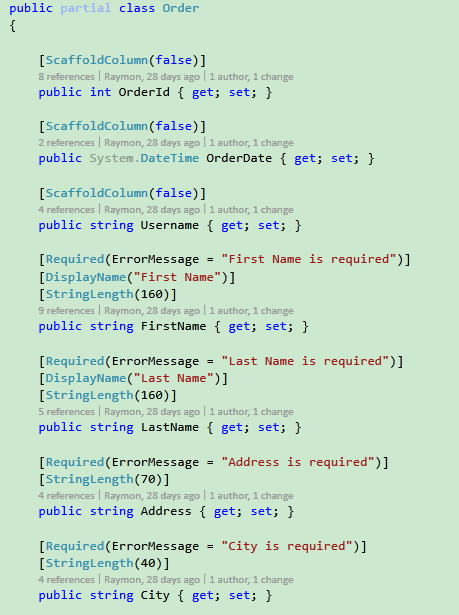 public partial class Order
{
[ScaffoldColumn(false)]
8 references | Raymon, 28 days ago | 1 author, 1 change
public int OrderId { get; set; }
[ScaffoldColumn(false)]
2 references | Raymon, 28 days ago | 1 author, 1 change
public System.DateTime OrderDate { get; set; }
[ScaffoldColumn(false)]
4 references | Raymon, 28 days ago | 1 author, 1 change
public string Username { get; set; }
[Required(ErrorMessage = "First Name is required")]
[DisplayName("First Name")]
[StringLength(160)]
9 references | Raymon, 28 days ago | 1 author, 1 change
public string FirstName { get; set; }
[Required(ErrorMessage = "Last Name is required")]
[DisplayName("Last Name")]
[StringLength(160)]
5 references | Raymon, 28 days ago | 1 author, 1 change
public string LastName { get; set; }
[Required(ErrorMessage = "Address is required")]
[StringLength(70)]
4 references | Raymon, 28 days ago | 1 author, 1 change
public string Address { get; set; }
[Required(ErrorMessage = "City is required")]
[StringLength(40)]
4 references | Raymon, 28 days ago | 1 author, 1 change
public string City { get; set; }